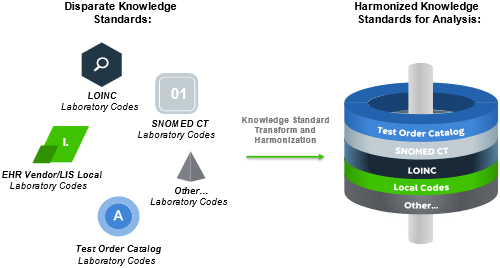 Disparate Knowledge
Standards:
LOINC
Laboratory Codes
01
SNOMED CT
Laboratory Codes
L
EHR Vendor/LIS Local
Laboratory Codes
Other...
Laboratory Codes
A
Test Order Catalog
Laboratory Codes
Knowledge Standard
Transform and
Harmonization
Harmonized Knowledge
Standards for Analysis:
Test Order Catalog
SNOMED CT
LOINC
Local Codes
Other...